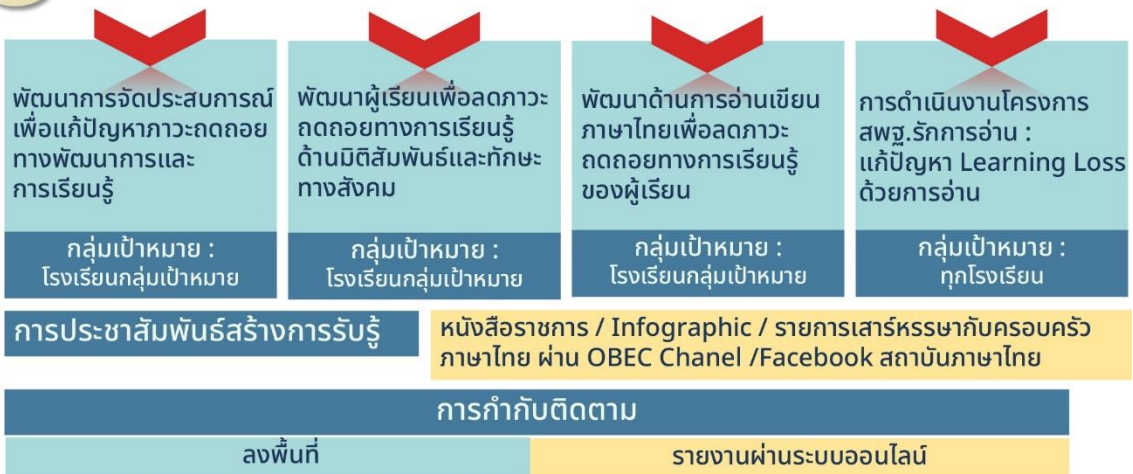 พัฒนาการจัดประสบการณ์
เพื่อแก้ปัญหาภาวะถดถอย
ทางพัฒนาการและ
การเรียนรู้
กลุ่มเป้าหมาย :
โรงเรียนกลุ่มเป้าหมาย
พัฒนาผู้เรียนเพื่อลดภาวะ
ถดถอยทางการเรียนรู้
ด้านมิติสัมพันธ์และทักษะ
ทางสังคม
กลุ่มเป้าหมาย :
โรงเรียนกลุ่มเป้าหมาย
พัฒนาด้านการอ่านเขียน
ภาษาไทยเพื่อลดภาวะ
ถดถอยทางการเรียนรู้
ของผู้เรียน
กลุ่มเป้าหมาย :
โรงเรียนกลุ่มเป้าหมาย
การดำเนินงานโครงการ
สพฐ.รักการอ่าน :
แก้ปัญหา Learning Loss
ด้วยการอ่าน
กลุ่มเป้าหมาย :
ทุกโรงเรียน
การประชาสัมพันธ์สร้างการรับรู้
หนังสือราชการ / Infographic / รายการเสาร์หรรษากับครอบครัว
ภาษาไทย ผ่าน OBEC Chanel /Facebook สถาบันภาษาไทย
การกำกับติดตาม
ลงพื้นที่
รายงานผ่านระบบออนไลน์